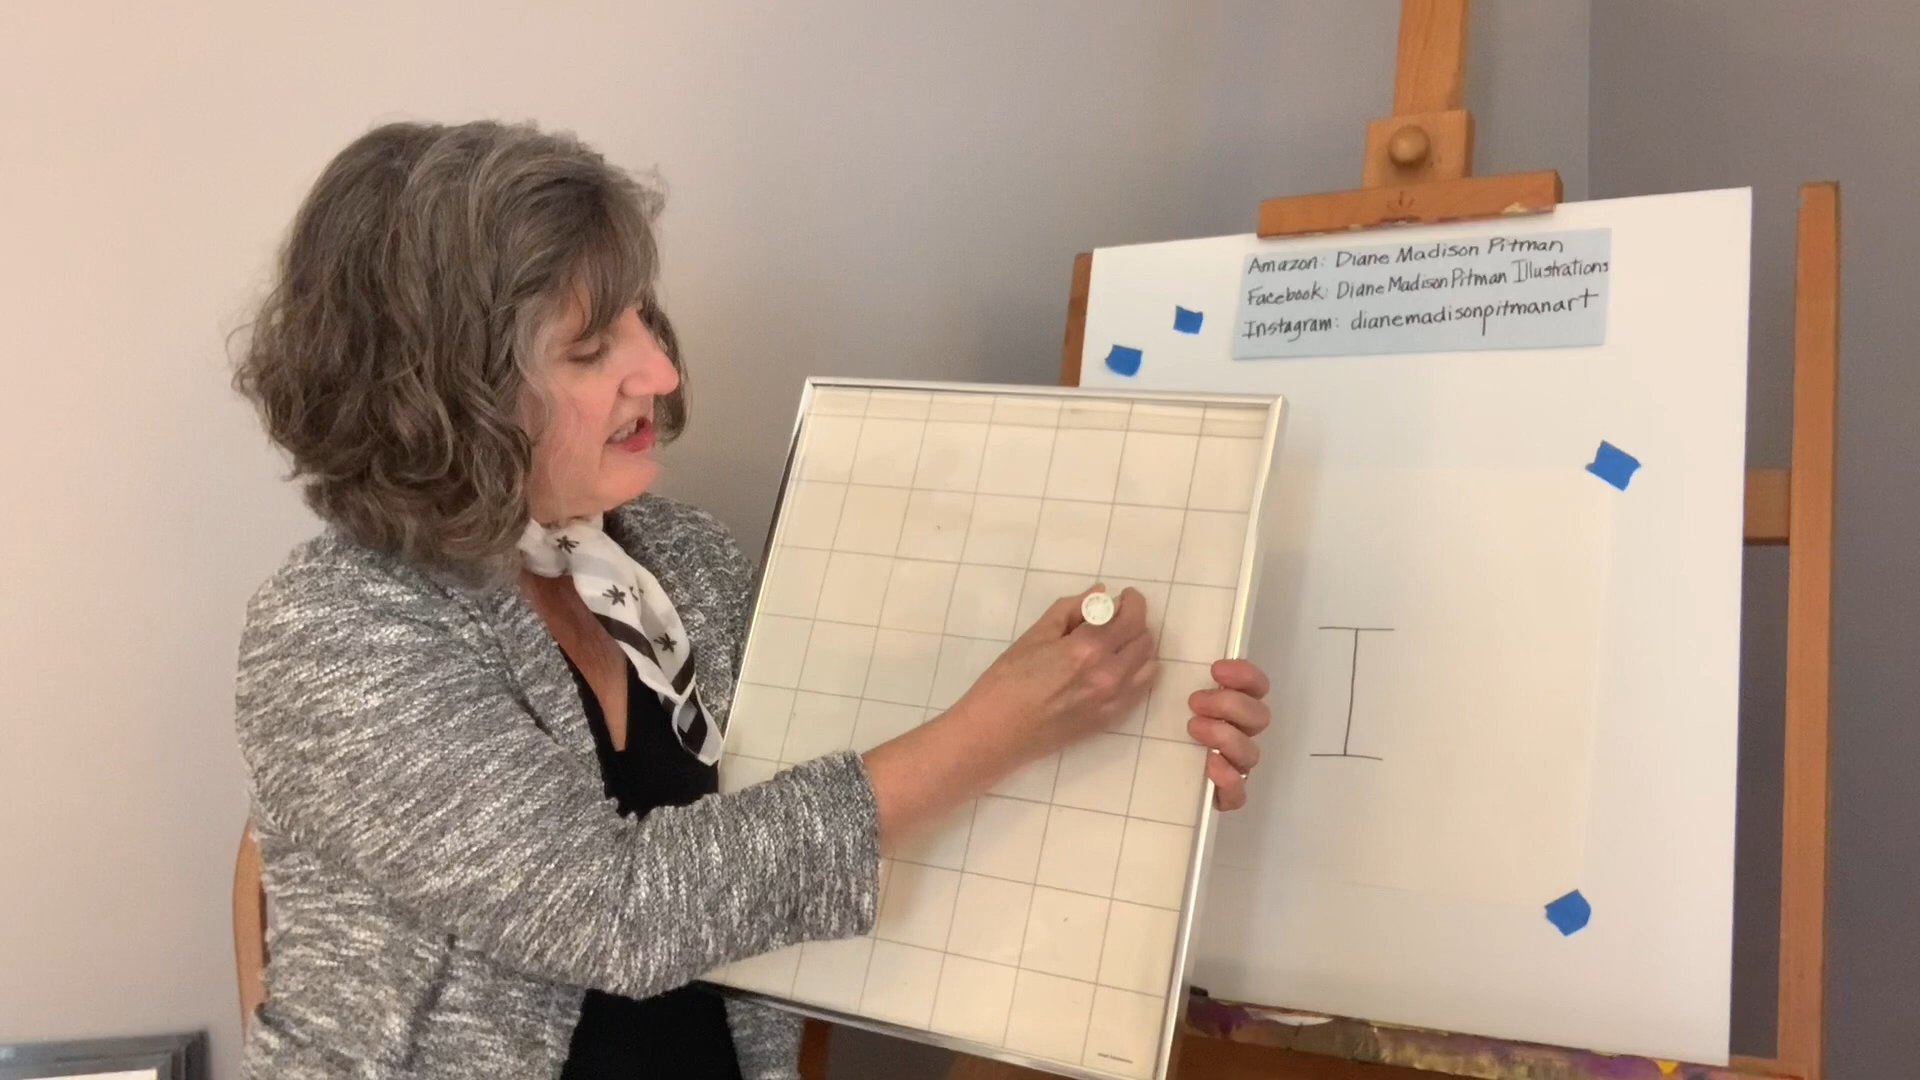 Amazon: Diane Madison Pitman
Facebook: Diane Madison Pitman Illustrations
Instagram: dianemadisonpitmanart
I